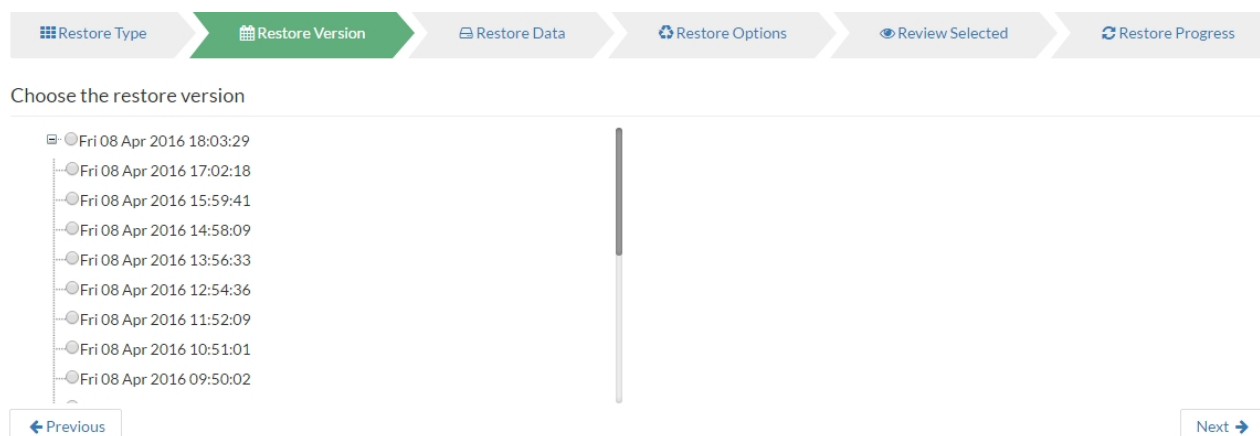 Restore Type Restore Version Restore Data Restore Options Review Selected Restore Progress
Choose the restore version
Fri 08 Apr 2016 18:03:29
Fri 08 Apr 2016 17:02:18
Fri 08 Apr 2016 15:59:41
Fri 08 Apr 2016 14:58:09
Fri 08 Apr 2016 13:56:33
Fri 08 Apr 2016 12:54:36
Fri 08 Apr 2016 11:52:09
Fri 08 Apr 2016 10:51:01
Fri 08 Apr 2016 09:50:02
Previous Next